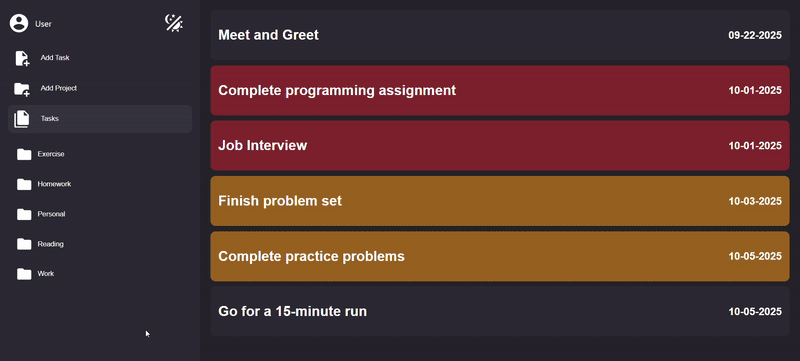 User
Add Task
Add Project
Tasks
Exercise
Homework
Personal
Reading
Work
Meet and Greet 09-22-2025
Complete programming assignment 10-01-2025
Job Interview 10-01-2025
Finish problem set 10-03-2025
Complete practice problems 10-05-2025
Go for a 15-minute run 10-05-2025